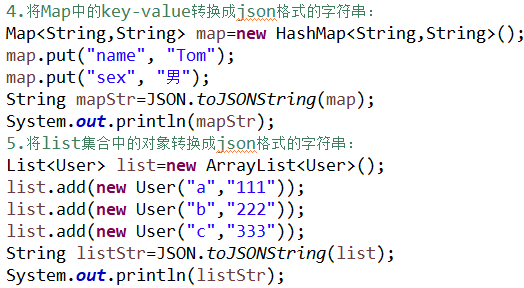 4.将Map中的key-value转换成json格式的字符串：
Map<String,String> map=new HashMap<String,String>();
map.put("name", "Tom");
map.put("sex", "男");
String mapStr=JSON.toJSONString(map);
System.out.println(mapStr);
5.将list集合中的对象转换成json格式的字符串：
List<User> list=new ArrayList<User>();
list.add(new User("a","111"));
list.add(new User("b","222"));
list.add(new User("c","333"));
String listStr=JSON.toJSONString(list);
System.out.println(listStr);